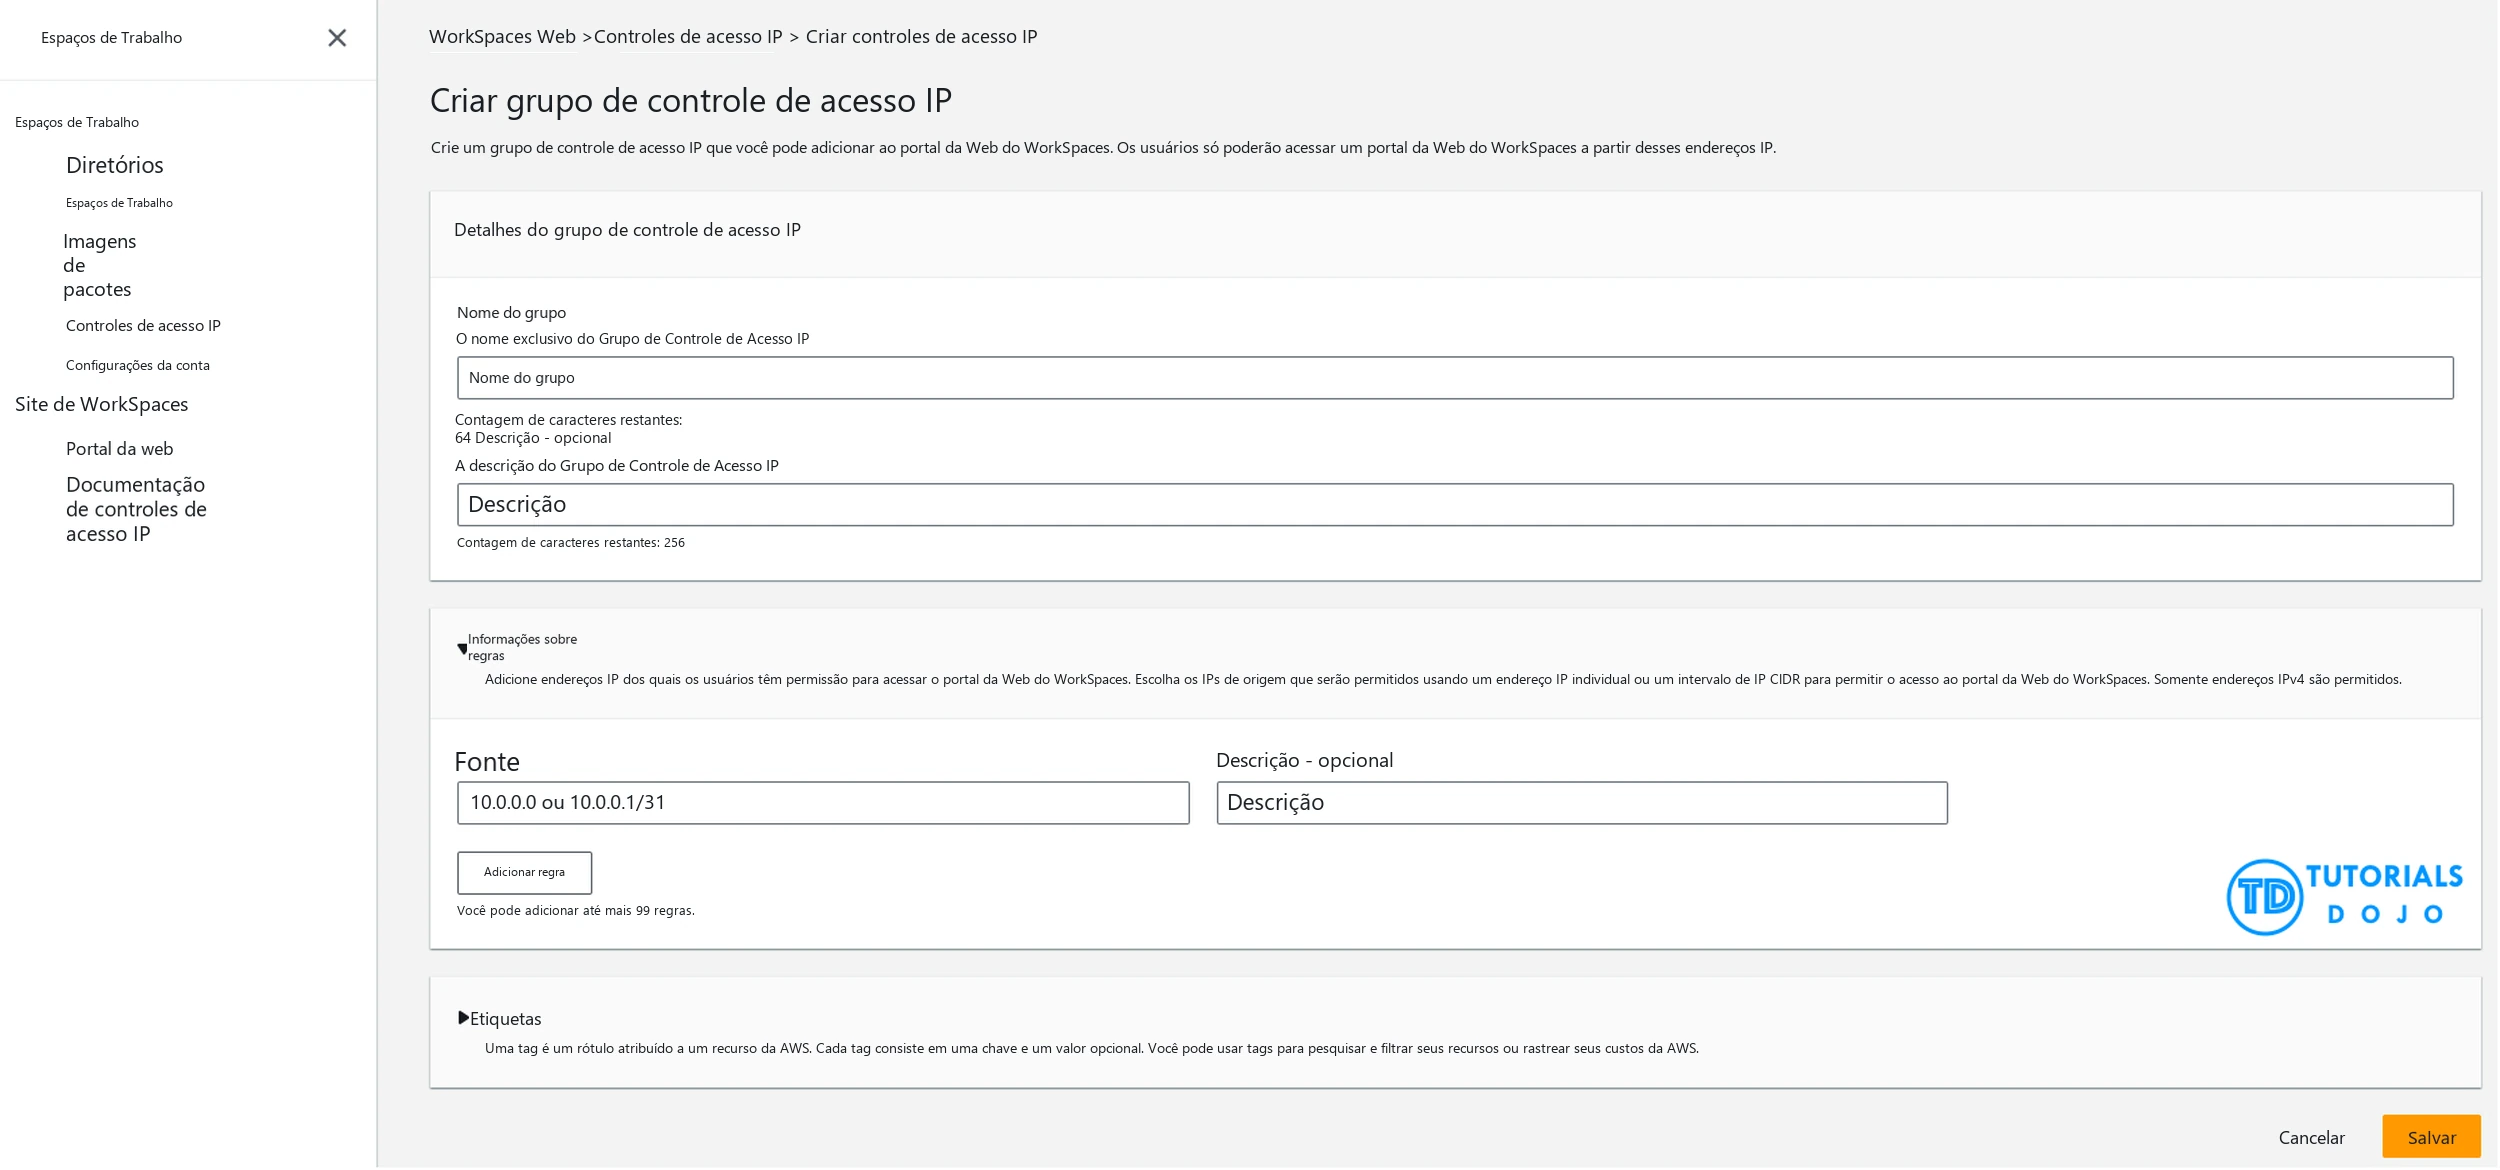 Espaços de Trabalho
Espaços de Trabalho
Diretórios
Espaços de Trabalho
Imagens
de
pacotes
Controles de acesso IP
Configurações da conta
Site de WorkSpaces
Portal da web
Documentação
de controles de
acesso IP
WorkSpaces Web >Controles de acesso IP > Criar controles de acesso IP
Criar grupo de controle de acesso IP
Crie um grupo de controle de acesso IP que você pode adicionar ao portal da Web do WorkSpaces. Os usuários só poderão acessar um portal da Web do WorkSpaces a partir desses endereços IP.
Detalhes do grupo de controle de acesso IP
Nome do grupo
O nome exclusivo do Grupo de Controle de Acesso IP
Nome do grupo
Contagem de caracteres restantes:
64 Descrição - opcional
A descrição do Grupo de Controle de Acesso IP
Descrição
Contagem de caracteres restantes: 256
Informações sobre
regras
Adicione endereços IP dos quais os usuários têm permissão para acessar o portal da Web do WorkSpaces. Escolha os IPs de origem que serão permitidos usando um endereço IP individual ou um intervalo de IP CIDR para permitir o acesso ao portal da Web do WorkSpaces. Somente endereços IPv4 são permitidos.
Fonte
Descrição - opcional
10.0.0.0 ou 10.0.0.1/31
Descrição
Adicionar regra
Você pode adicionar até mais 99 regras.
TD TUTORIALS
DOJO
Etiquetas
Uma tag é um rótulo atribuído a um recurso da AWS. Cada tag consiste em uma chave e um valor opcional. Você pode usar tags para pesquisar e filtrar seus recursos ou rastrear seus custos da AWS.
Cancelar
Salvar